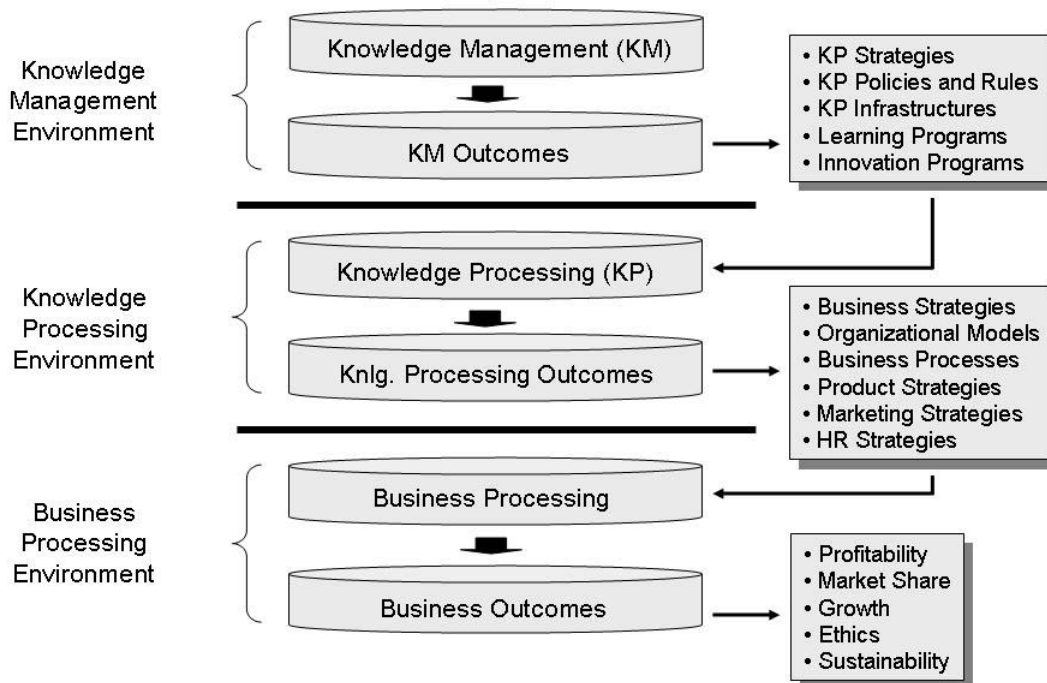 Knowledge
Management
Environment
Knowledge Management (KM)
KM Outcomes
• KP Strategies
• KP Policies and Rules
• KP Infrastructures
• Learning Programs
• Innovation Programs
Knowledge
Processing
Environment
Knowledge Processing (KP)
Knlg. Processing Outcomes
• Business Strategies
• Organizational Models
• Business Processes
• Product Strategies
• Marketing Strategies
• HR Strategies
Business
Processing
Environment
Business Processing
Business Outcomes
• Profitability
• Market Share
• Growth
• Ethics
• Sustainability